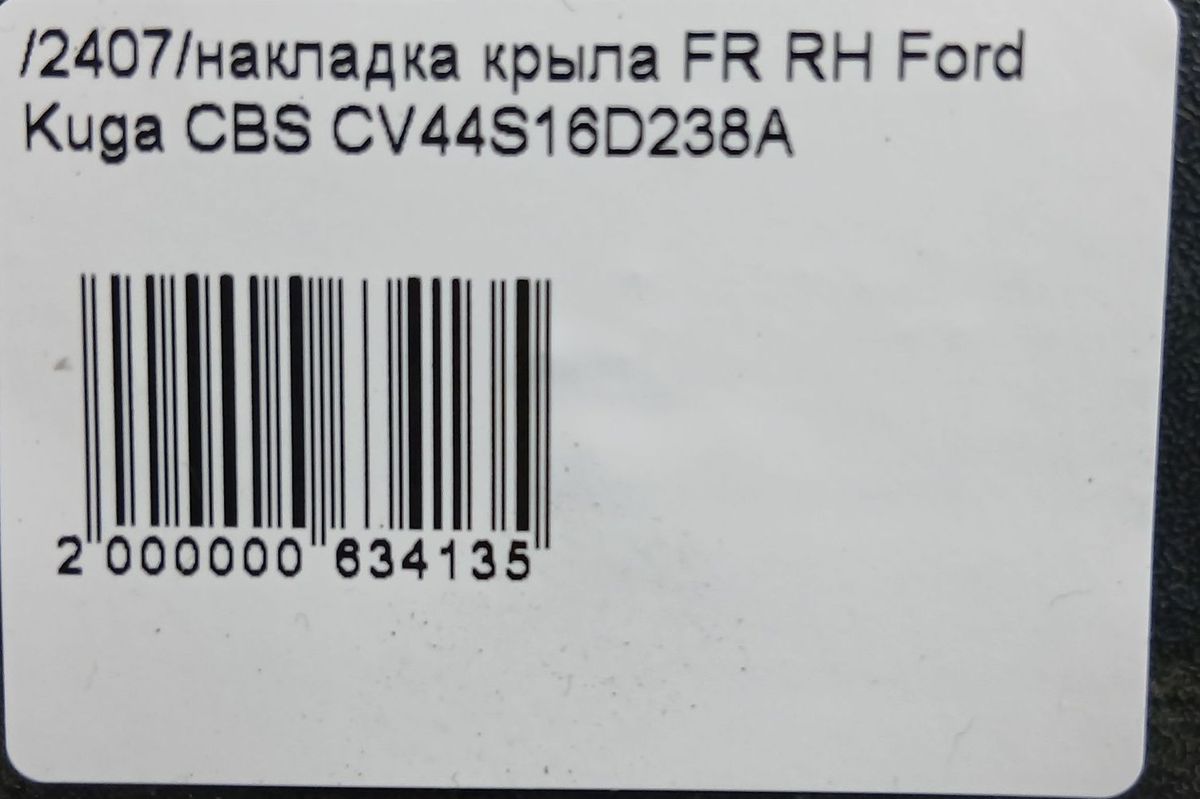 /2407/накладка крыла FR RH Ford
Kuga CBS CV44S16D238A
2 000000 634135